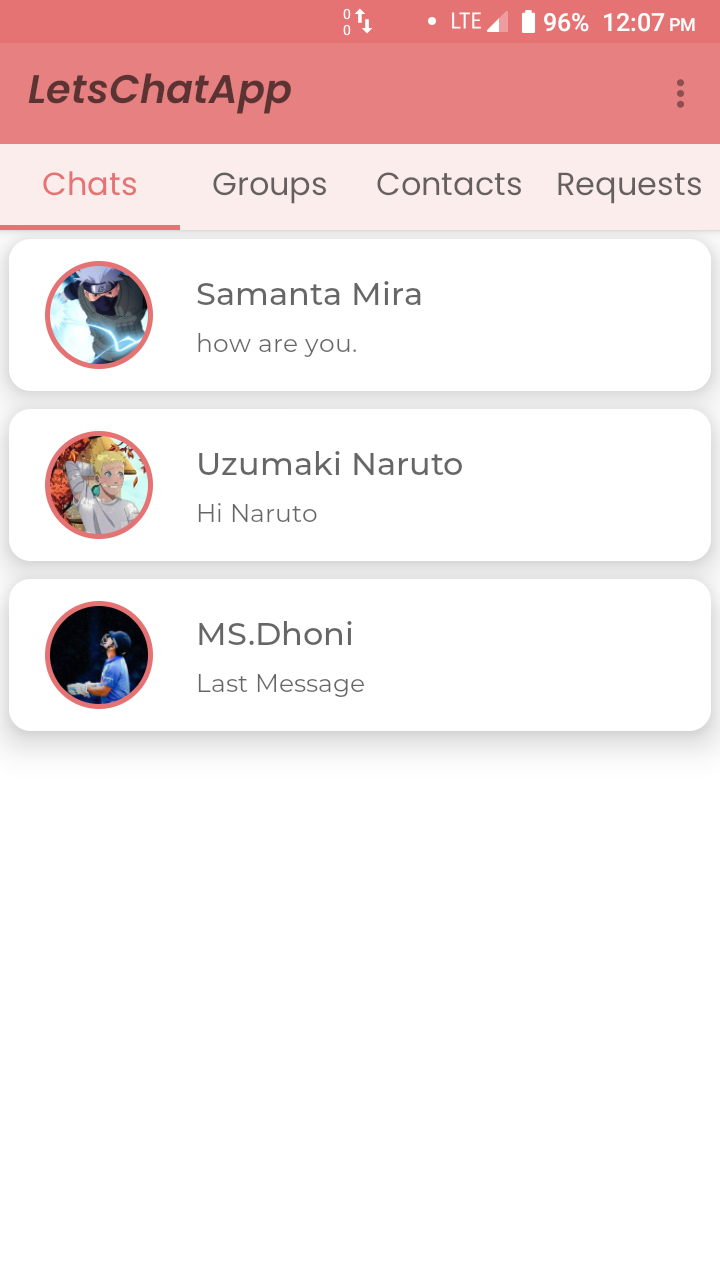 0
0
LTE 96% 12:07 PM
LetsChatApp
Chats Groups Contacts Requests
Samanta Mira
how are you.
Uzumaki Naruto
Hi Naruto
MS.Dhoni
Last Message